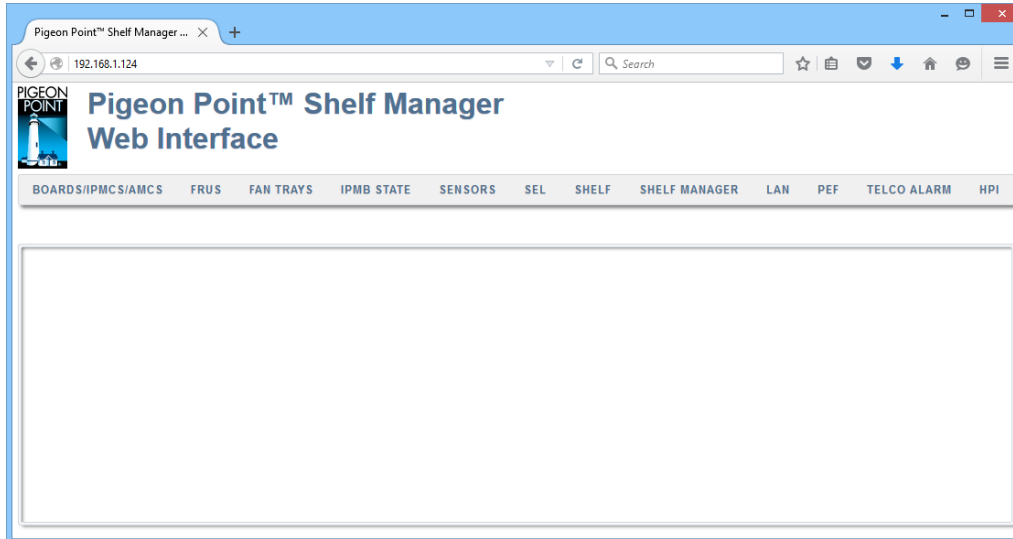 Pigeon Point™ Shelf Manager ...
192.168.1.124
Search
PIGEON
POINT
Pigeon Point™ Shelf Manager
Web Interface
BOARDS/IPMCS/AMCS FRUS FAN TRAYS IPMB STATE SENSORS SEL SHELF SHELF MANAGER LAN PEF TELCO ALARM HPI